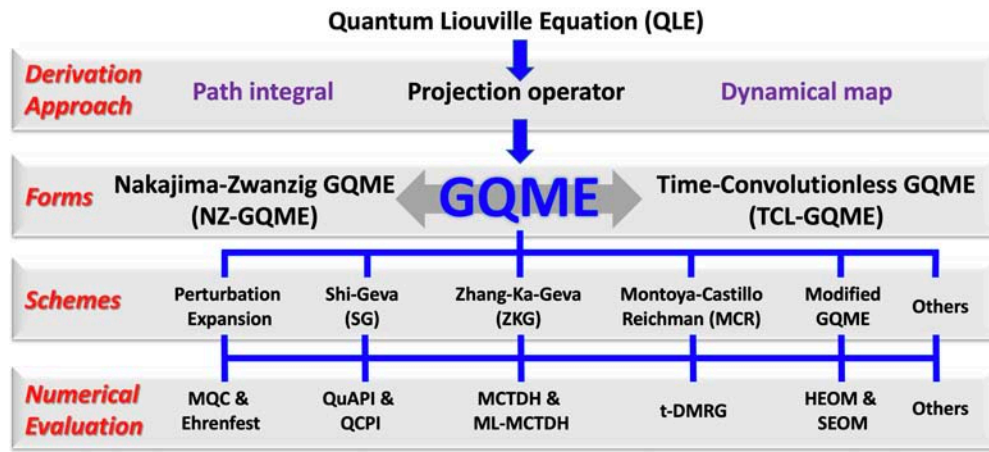 Quantum Liouville Equation (QLE)
Derivation
Approach
Path integral
Projection operator
Dynamical map
Forms
Nakajima-Zwanzig GQME
(NZ-GQME)
GQME
Time-Convolutionless GQME
(TCL-GQME)
Schemes
Perturbation
Expansion
Shi-Geva
(SG)
Zhang-Ka-Geva
(ZKG)
Montoya-Castillo
Reichman (MCR)
Modified
GQME
Others
Numerical
Evaluation
MQC &
Ehrenfest
QuAPI &
QCPI
MCTDH &
ML-MCTDH
t-DMRG
HEOM &
SEOM
Others